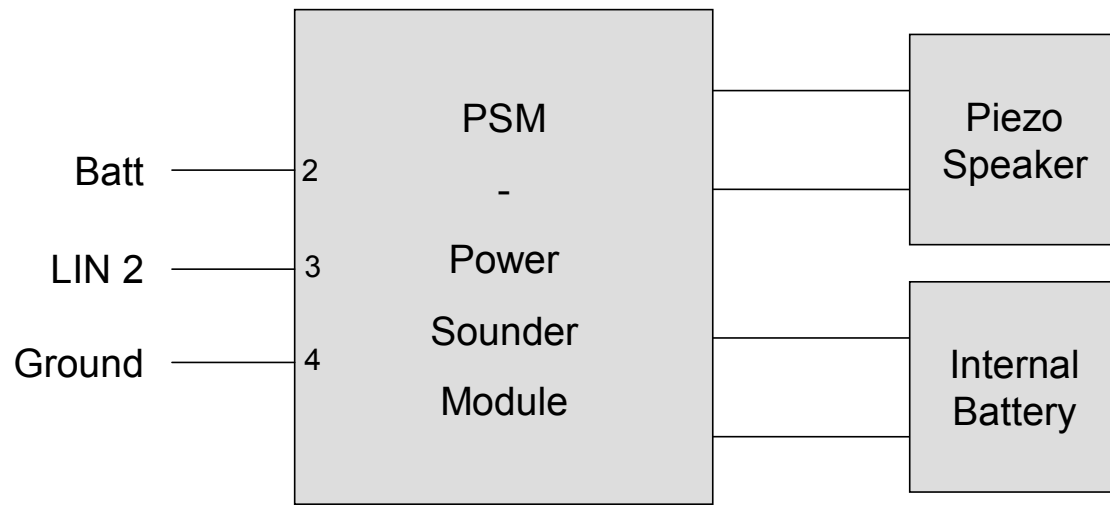 Batt
2
LIN 2
3
Ground
4
PSM
-
Power
Sounder
Module
Piezo
Speaker
Internal
Battery